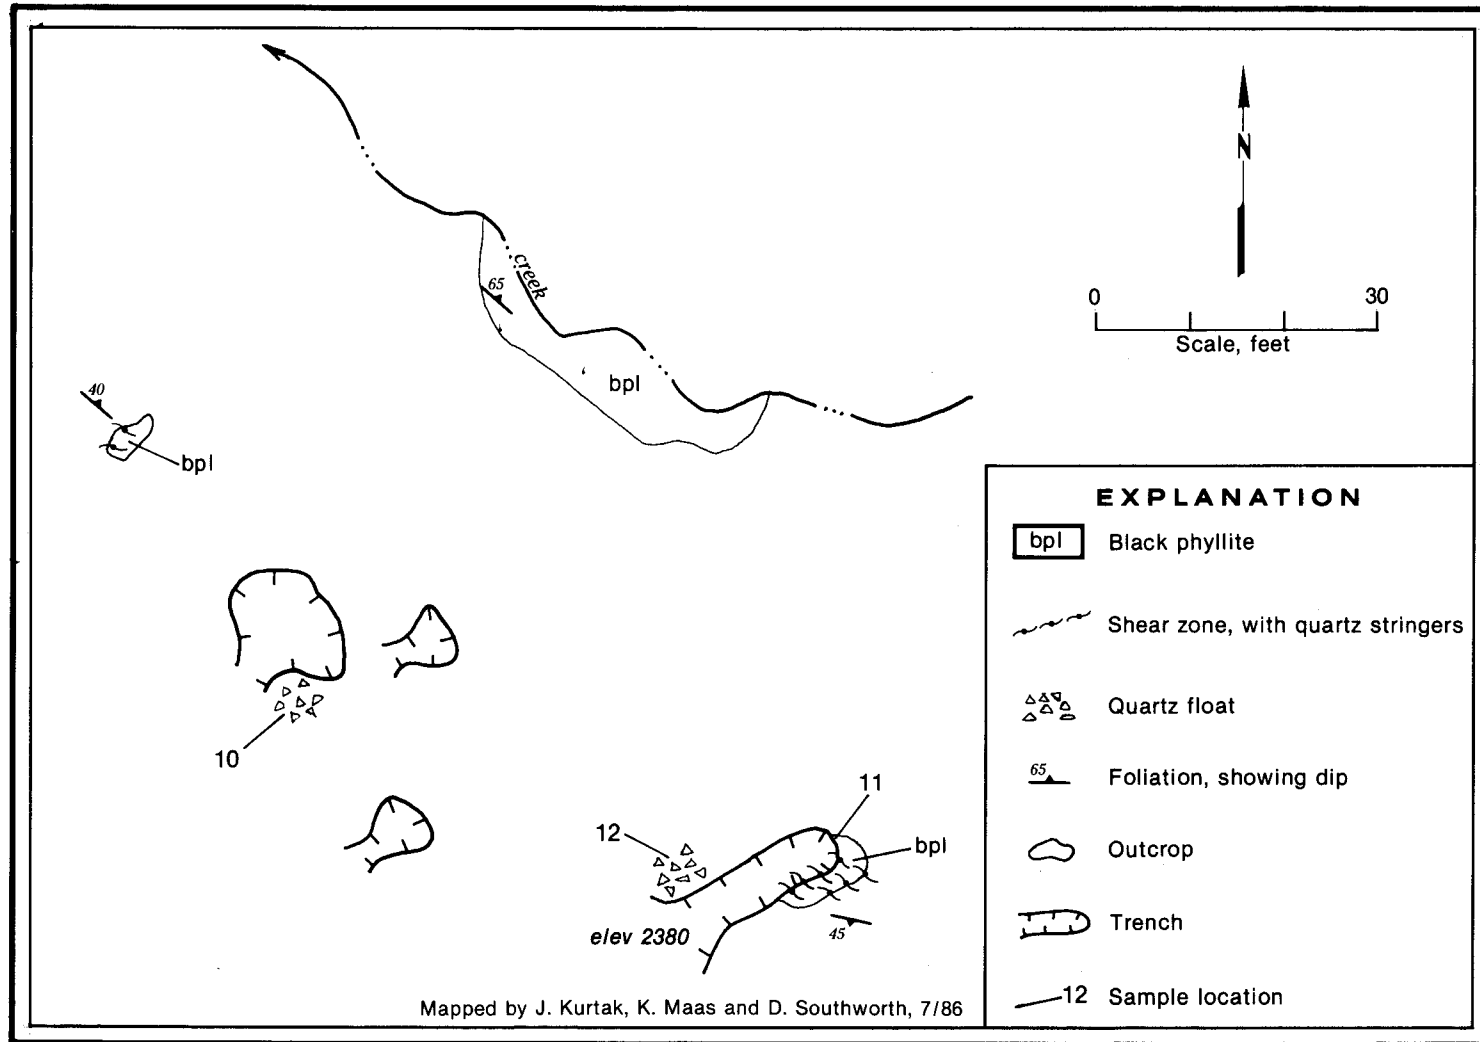 N
0 30
Scale, feet
creek
65
bpl
40
bpl
10
12
11
bpl
45
elev 2380
Mapped by J. Kurtak, K. Maas and D. Southworth, 7/86
EXPLANATION
bpl Black phyllite
Shear zone, with quartz stringers
Quartz float
65 Foliation, showing dip
Outcrop
Trench
12 Sample location